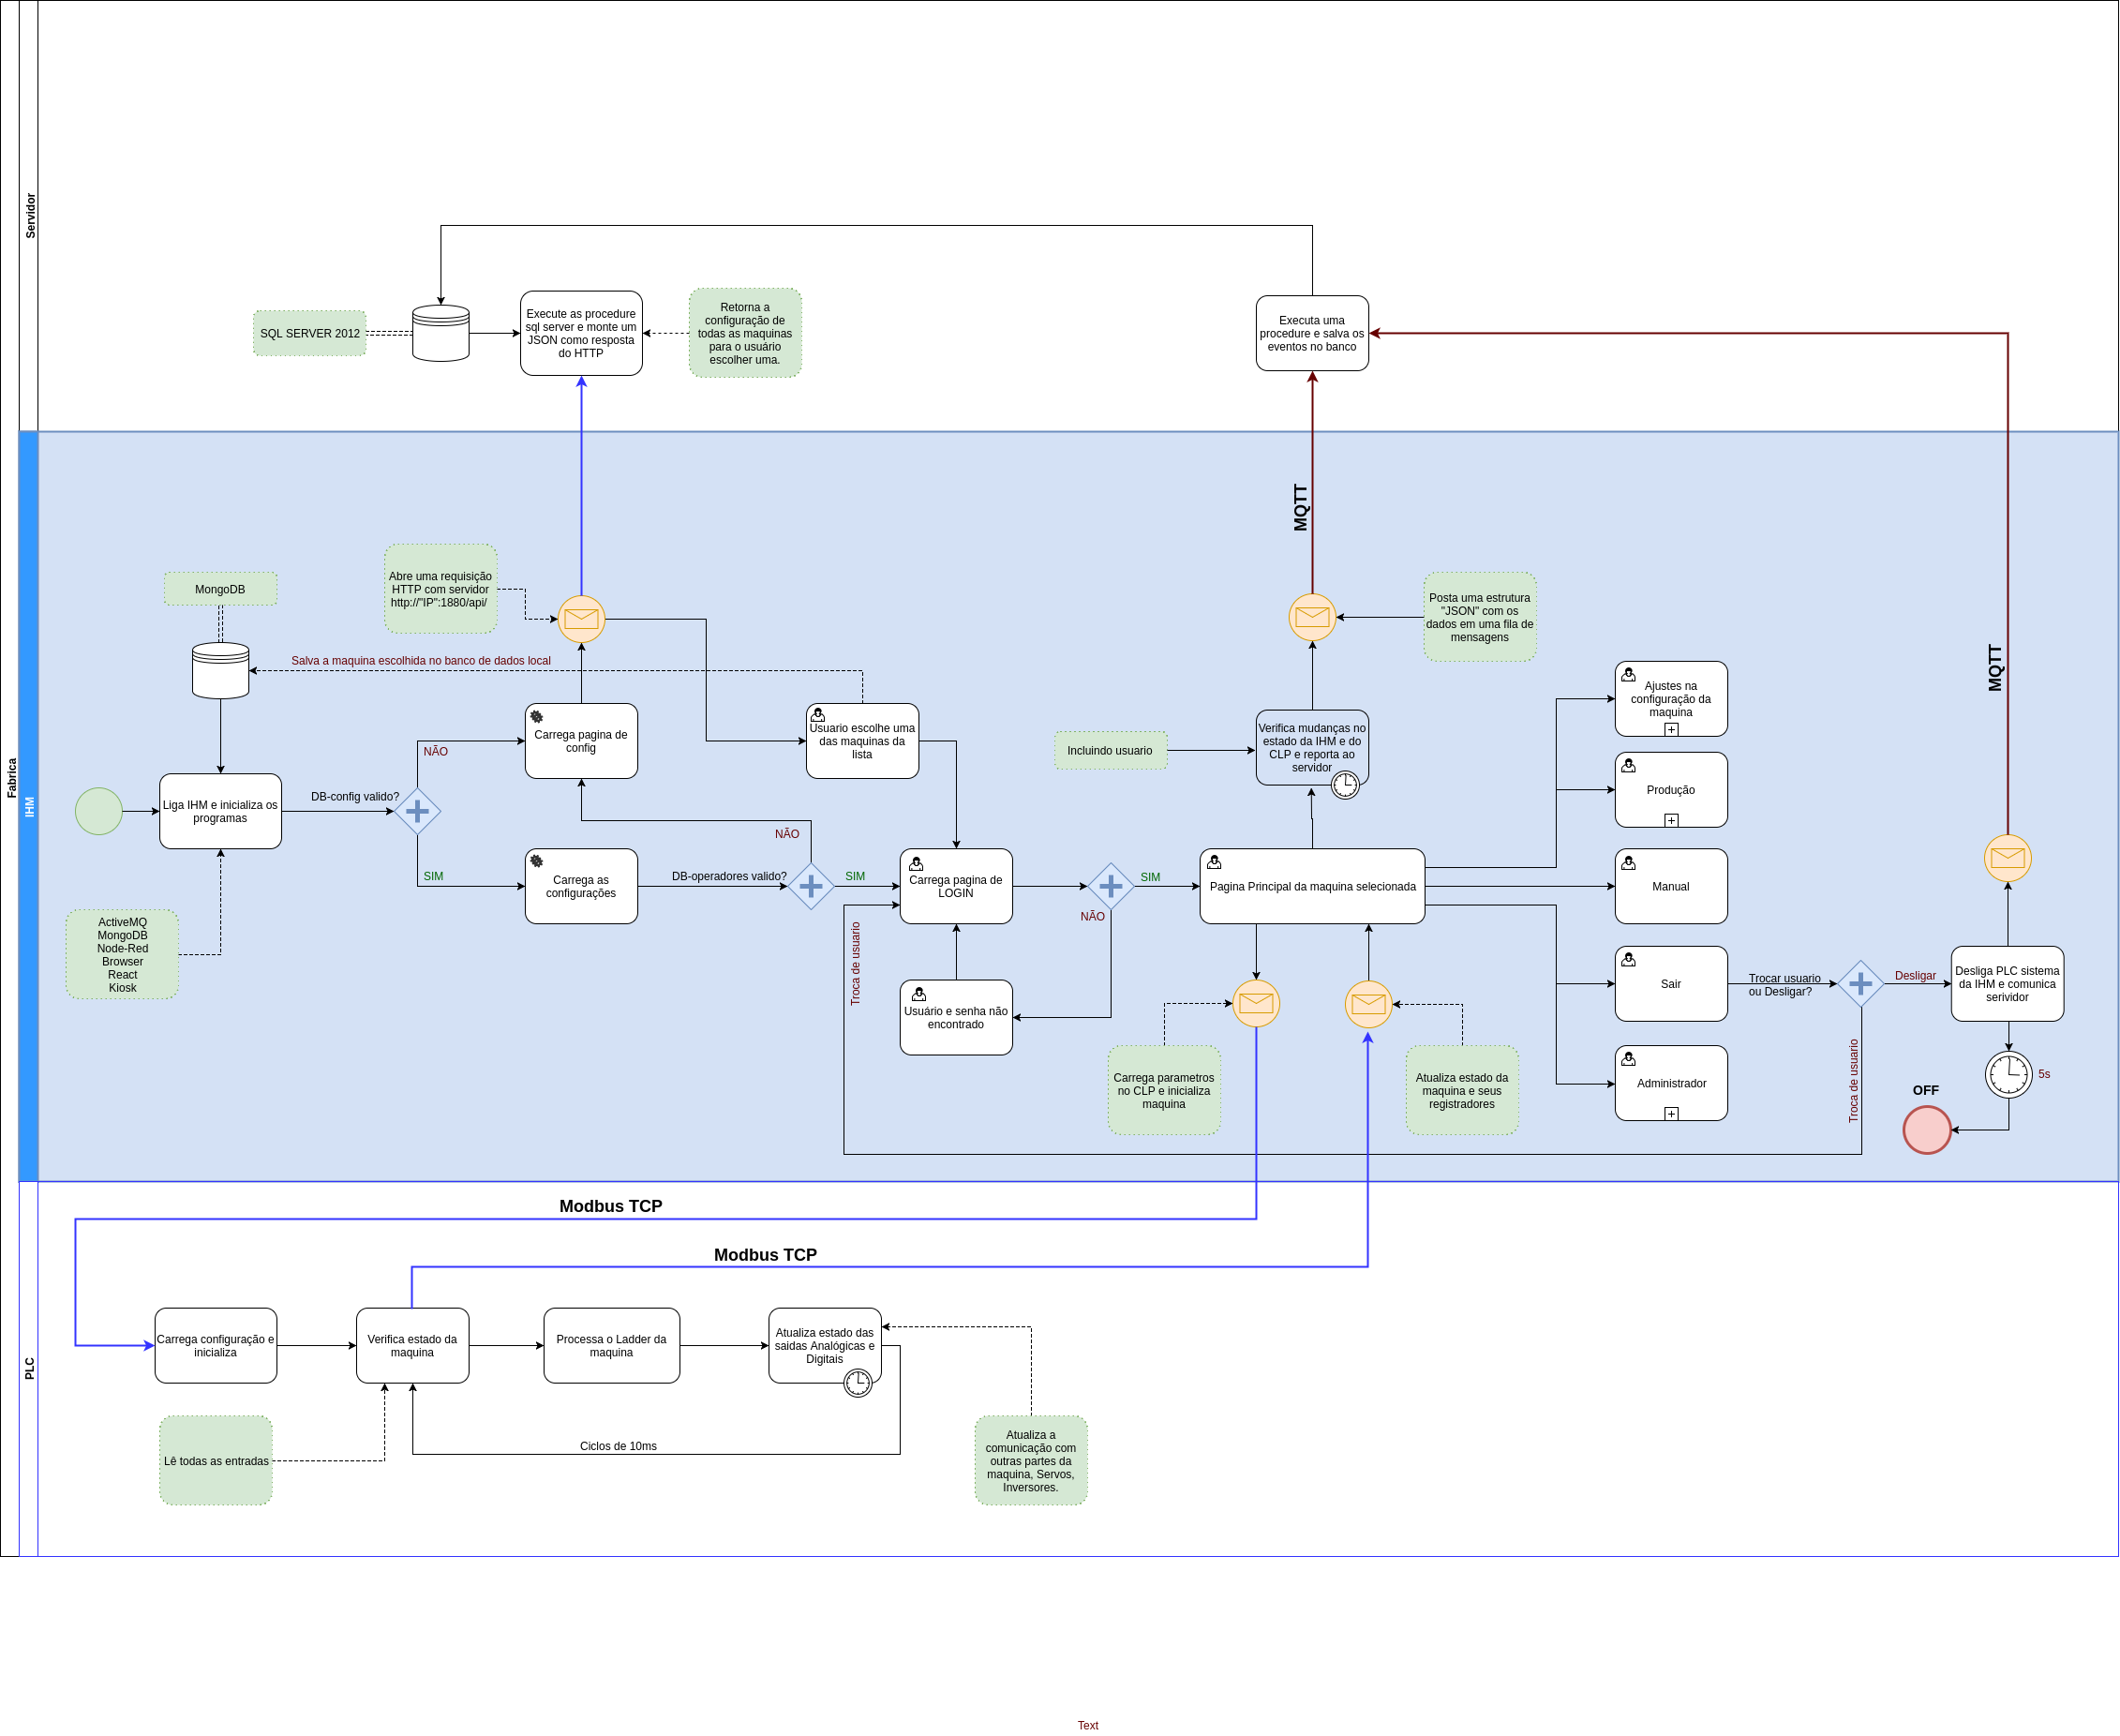 Fabrica
Servidor
SQL SERVER 2012
Execute as procedure
sql server e monte um
JSON como resposta
do HTTP
Retorna a
configuração de
todas as maquinas
para o usuário
escolher uma.
Executa uma
procedure e salva os
eventos no banco
IHM
MQTT
MongoDB
Abre uma requisição
HTTP com servidor
http://"IP":1880/api/
Posta uma estrutura
"JSON" com os
dados em uma fila de
mensagens
MQTT
Salva a maquina escolhida no banco de dados local
Carrega pagina de
config
Usuario escolhe uma
das maquinas da
lista
Incluindo usuario
Verifica mudanças no
estado da IHM e do
CLP e reporta ao
servidor
Ajustes na
configuração da
maquina
Produção
NÃO
Liga IHM e inicializa os
programas
DB-config valido?
NÃO
SIM
Carrega as
configurações
DB-operadores valido?
SIM
Carrega pagina de
LOGIN
SIM
NÃO
Pagina Principal da maquina selecionada
Manual
ActiveMQ
MongoDB
Node-Red
Browser
React
Kiosk
Troca de usuario
Usuário e senha não
encontrado
Sair
Trocar usuario
ou Desligar?
Desligar
Desliga PLC sistema
da IHM e comunica
serividor
Carrega parametros
no CLP e inicializa
maquina
Atualiza estado da
maquina e seus
registradores
Administrador
Troca de usuario
5s
OFF
PLC
Modbus TCP
Modbus TCP
Carrega configuração e
inicializa
Verifica estado da
maquina
Processa o Ladder da
maquina
Atualiza estado das
saidas Analógicas e
Digitais
Ciclos de 10ms
Lê todas as entradas
Atualiza a
comunicação com
outras partes da
maquina, Servos,
Inversores.
Text